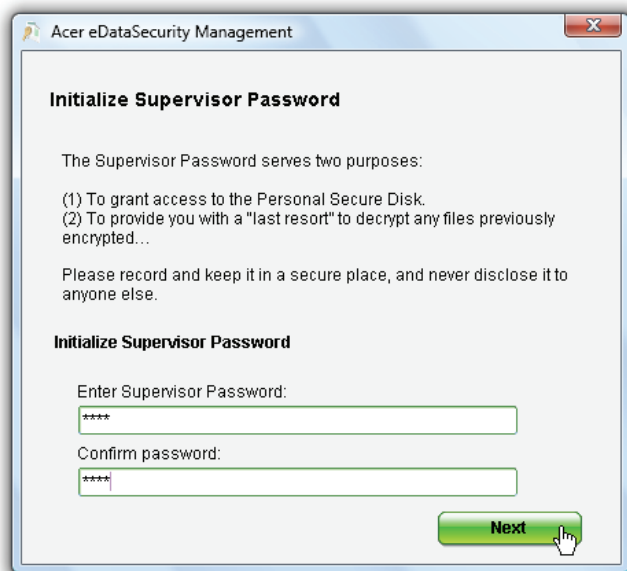 Acer eDataSecurity Management
Initialize Supervisor Password
The Supervisor Password serves two purposes:
(1) To grant access to the Personal Secure Disk.
(2) To provide you with a "last resort" to decrypt any files previously
encrypted...
Please record and keep it in a secure place, and never disclose it to
anyone else.
Initialize Supervisor Password
Enter Supervisor Password:
****
Confirm password:
****
Next